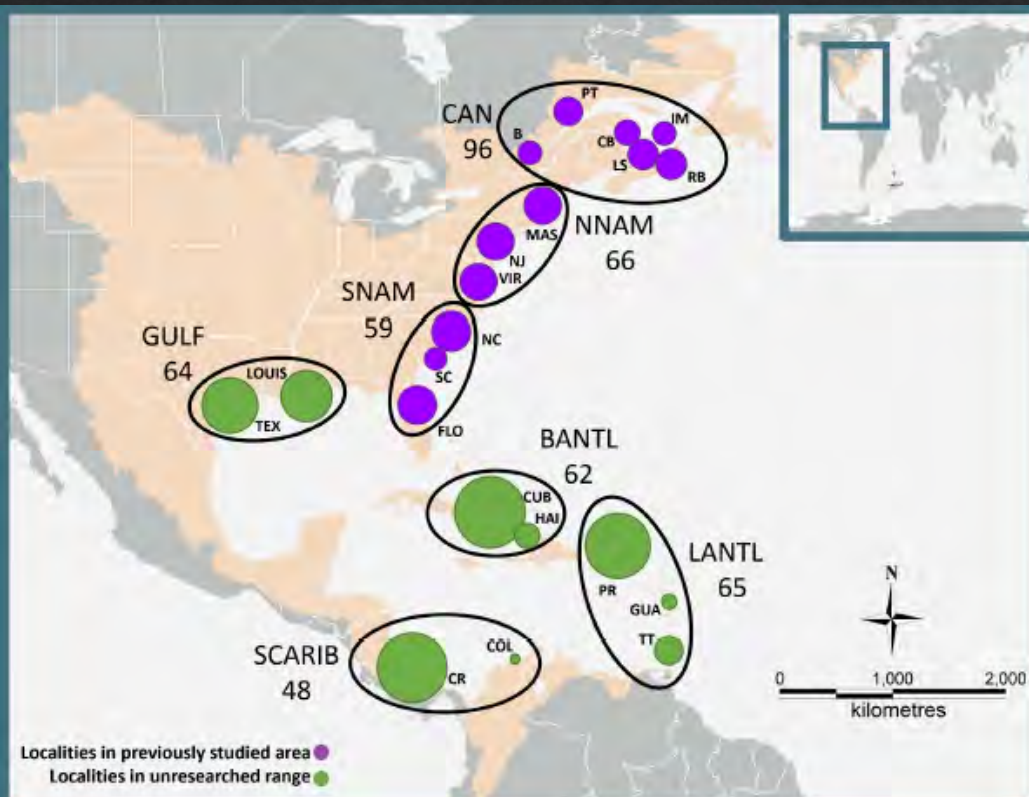 PT
CAN
96
IM
B
CB
LS
RB
MAS
NNAM
66
NJ
VIR
SNAM
59
NC
SC
FLO
GULF
64
LOUIS
TEX
BANTL
62
CUB
HAI
LANTL
65
PR
GUA
TT
N
SCARIB
48
COL
CR
0 1,000 2,000
kilometres
Localities in previously studied area
Localities in unresearched range